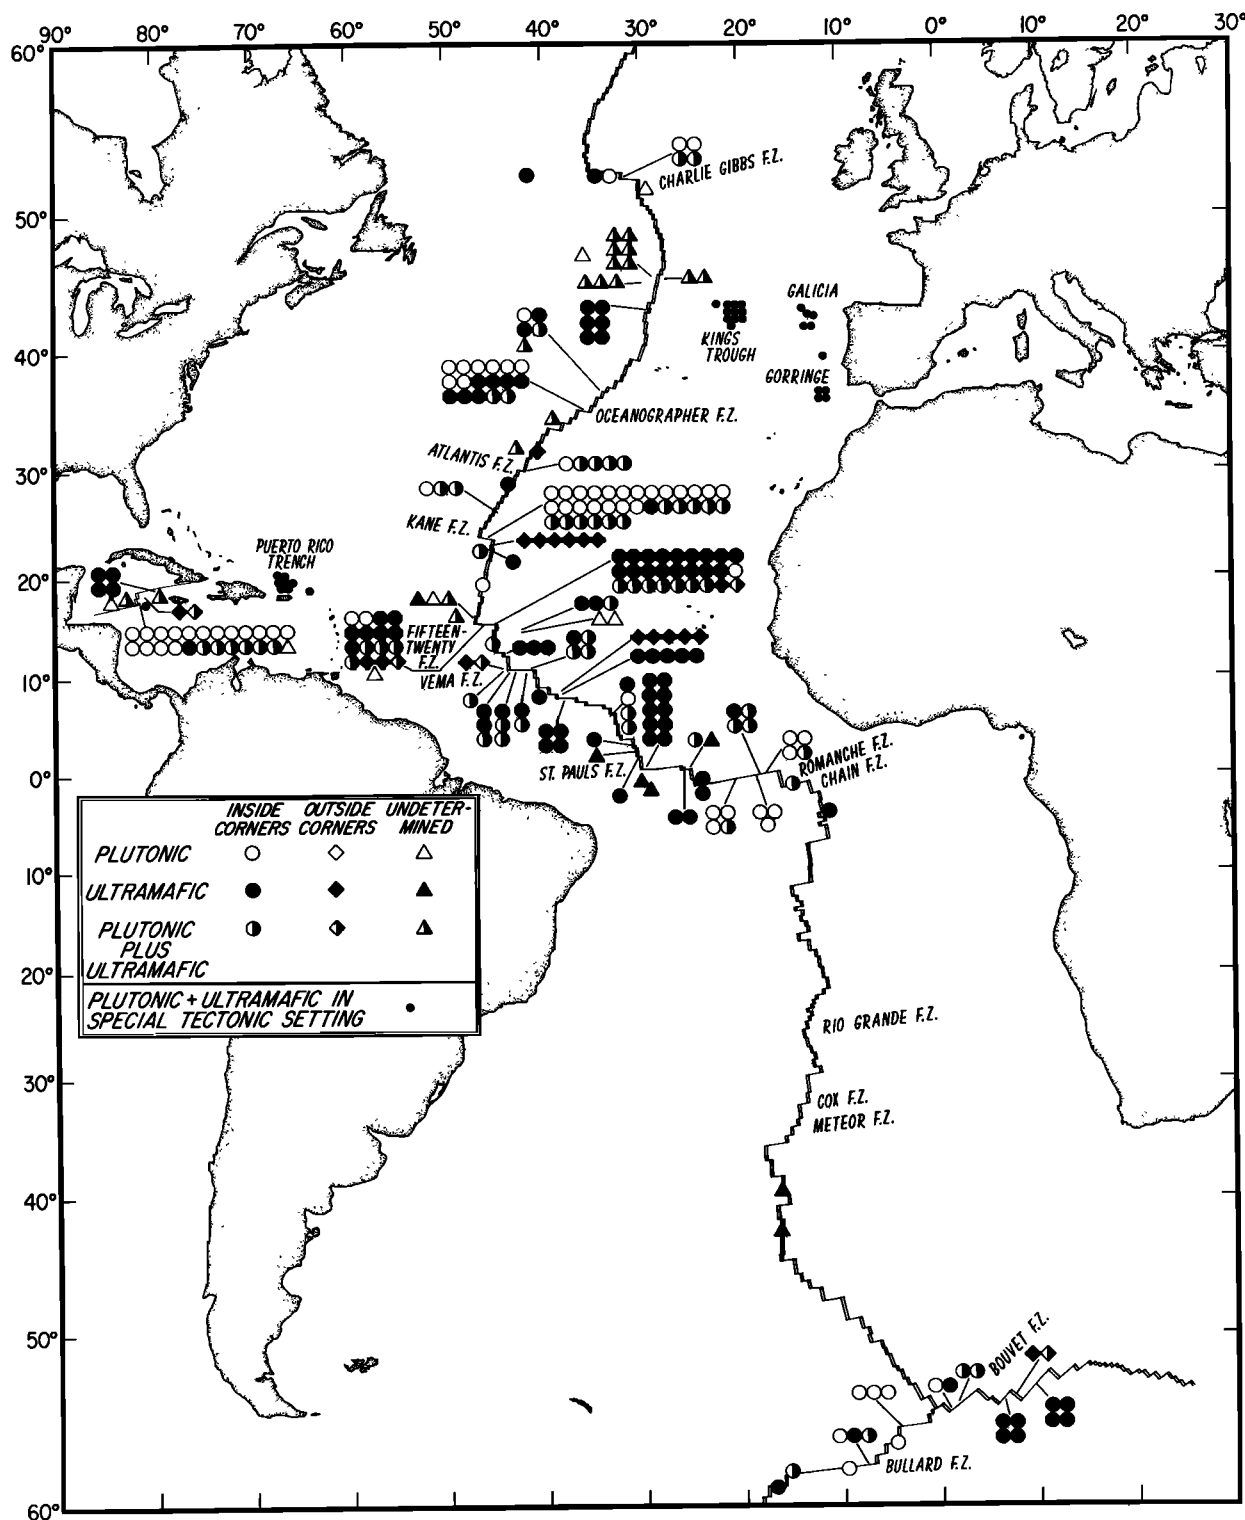 90° 80° 70° 60° 50° 40° 30° 20° 10° 0° 10° 20° 30°
60°
CHARLIE GIBBS F.Z.
50°
GALICIA
KINGS
TROUGH
40°
GORRINGE
OCEANOGRAPHER F.Z.
ATLANTIS F.Z.
30°
KANE F.Z.
PUERTO RICO
TRENCH
20°
FIFTEEN-
TWENTY
F.Z.
VEMA F.Z.
10°
ST. PAULS F.Z.
ROMANCHE F.Z.
CHAIN F.Z.
0°
INSIDE
CORNERS
OUTSIDE
CORNERS
UNDETER-
MINED
PLUTONIC
ULTRAMAFIC
PLUTONIC
PLUS
ULTRAMAFIC
PLUTONIC + ULTRAMAFIC IN
SPECIAL TECTONIC SETTING
10°
20°
RIO GRANDE F.Z.
30°
COX F.Z.
METEOR F.Z.
40°
50°
BOUVET F.Z.
BULLARD F.Z.
60°